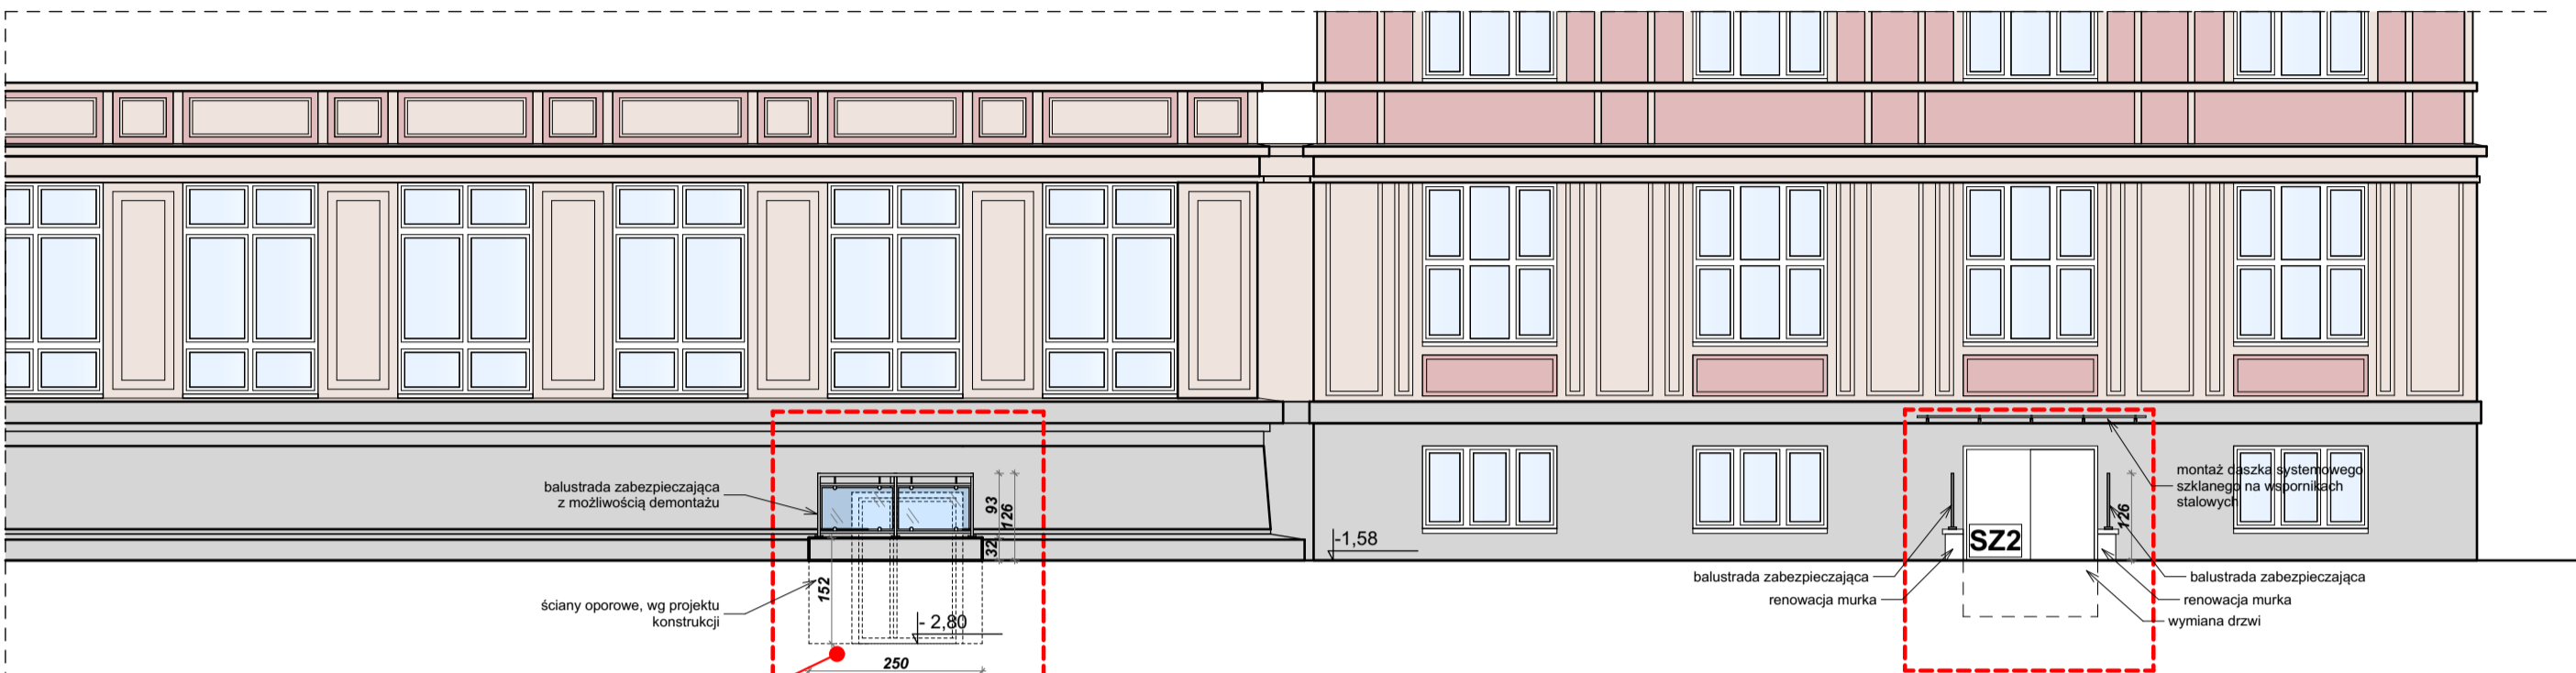 balustrada zabezpieczająca
z możliwością demontażu
93
126
32
152
ściany oporowe, wg projektu
konstrukcji
- 2,80
250
-1,58
montaż daszka systemowego
szklanego na wspornikach
stalowych
126
SZ2
balustrada zabezpieczająca
renowacja murka
balustrada zabezpieczająca
renowacja murka
wymiana drzwi